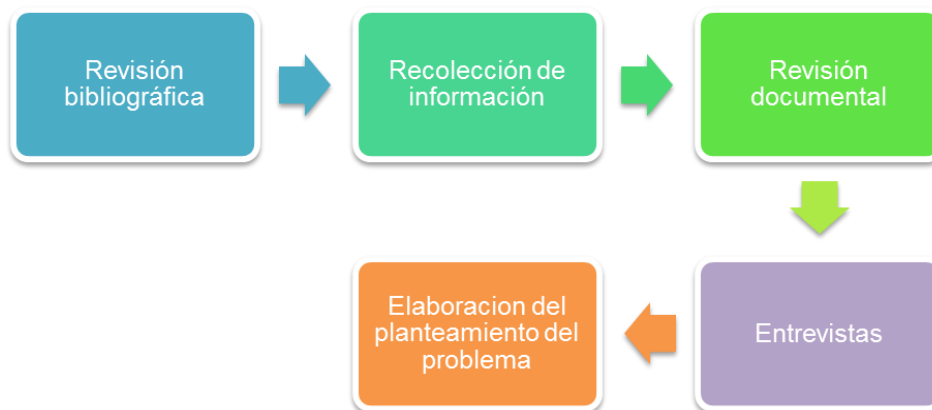 Revisión
bibliográfica
Recolección de
información
Revisión
documental
Entrevistas
Elaboracion del
planteamiento del
problema